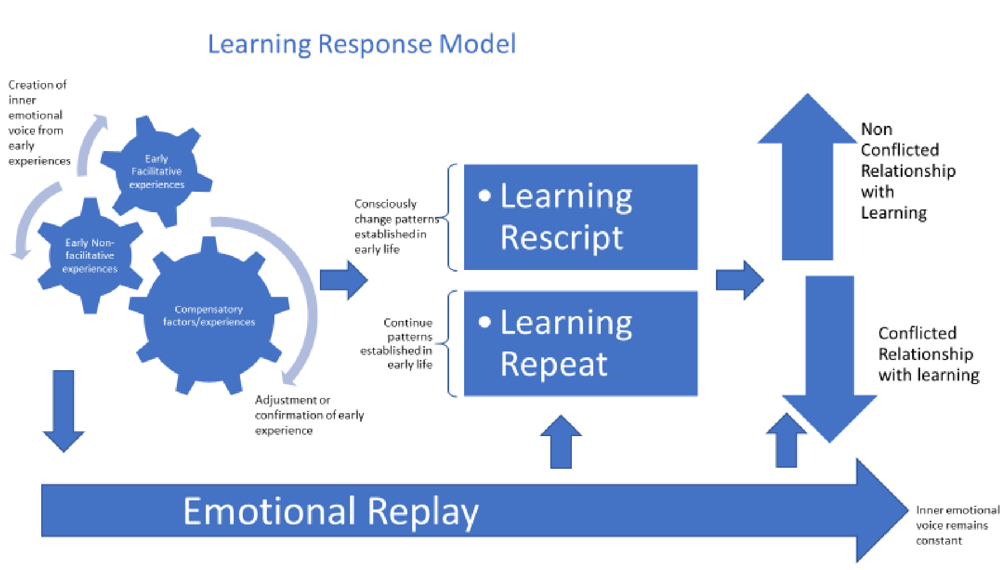 Learning Response Model
Creation of
inner
emotional
voice from
early
experiences
Early
Facilitative
experiences
Early Non-
facilitative
experiences
Compensatory
factors/experiences
Adjustment or
confirmation of early
experience
Consciously
change patterns
established in
early life
• Learning
Rescript
Continue
patterns
established in
early life
• Learning
Repeat
Non
Conflicted
Relationship
with
Learning
Conflicted
Relationship
with learning
Emotional Replay
Inner emotional
voice remains
constant